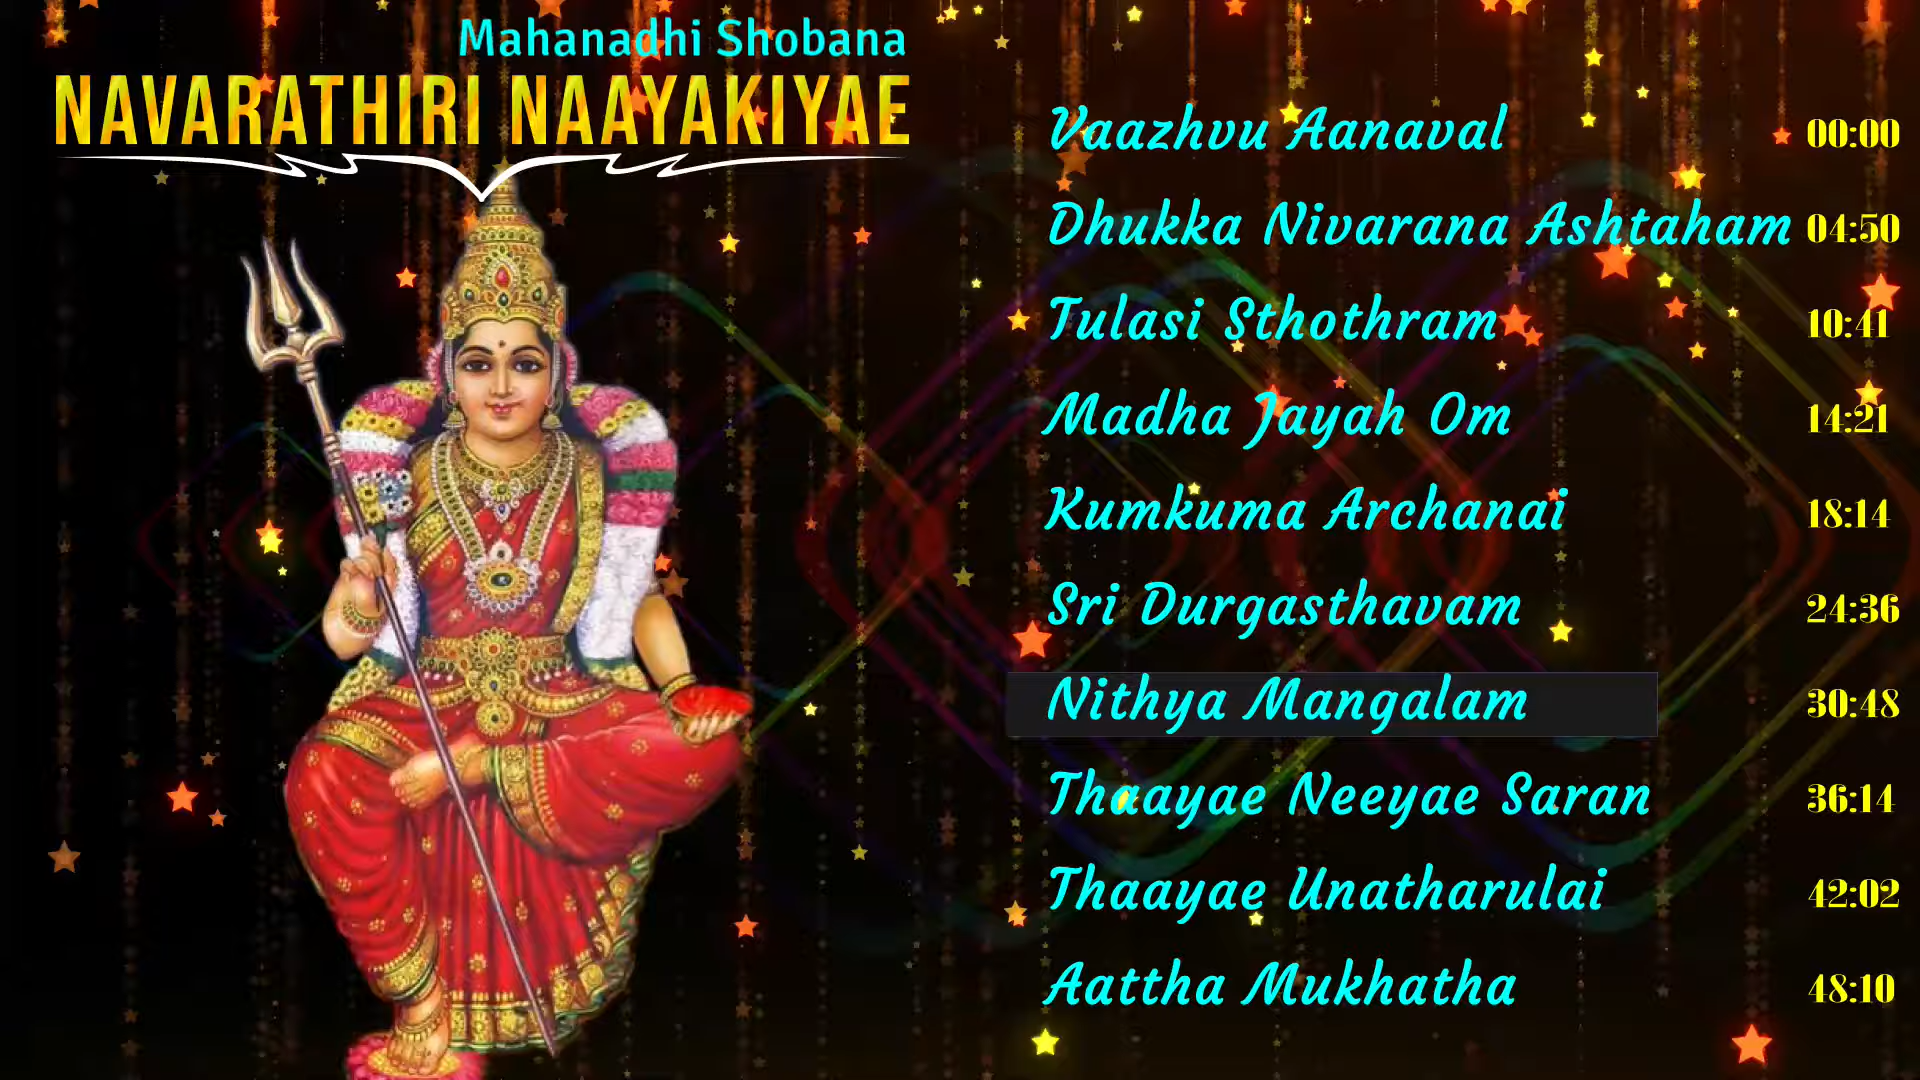 Mahanadhi Shobana
NAVARATHIRI NAAYAKIYAE
Vaazhvu Aanaval 00:00
Dhukka Nivarana Ashtaham 04:50
Tulasi Sthothram 10:41
Madha Jayah Om 14:21
Kumkuma Archanai 18:14
Sri Durgasthavam 24:36
Nithya Mangalam 30:48
Thaayae Neeyae Saran 36:14
Thaayae Unatharulai 42:02
Aattha Mukhatha 48:10